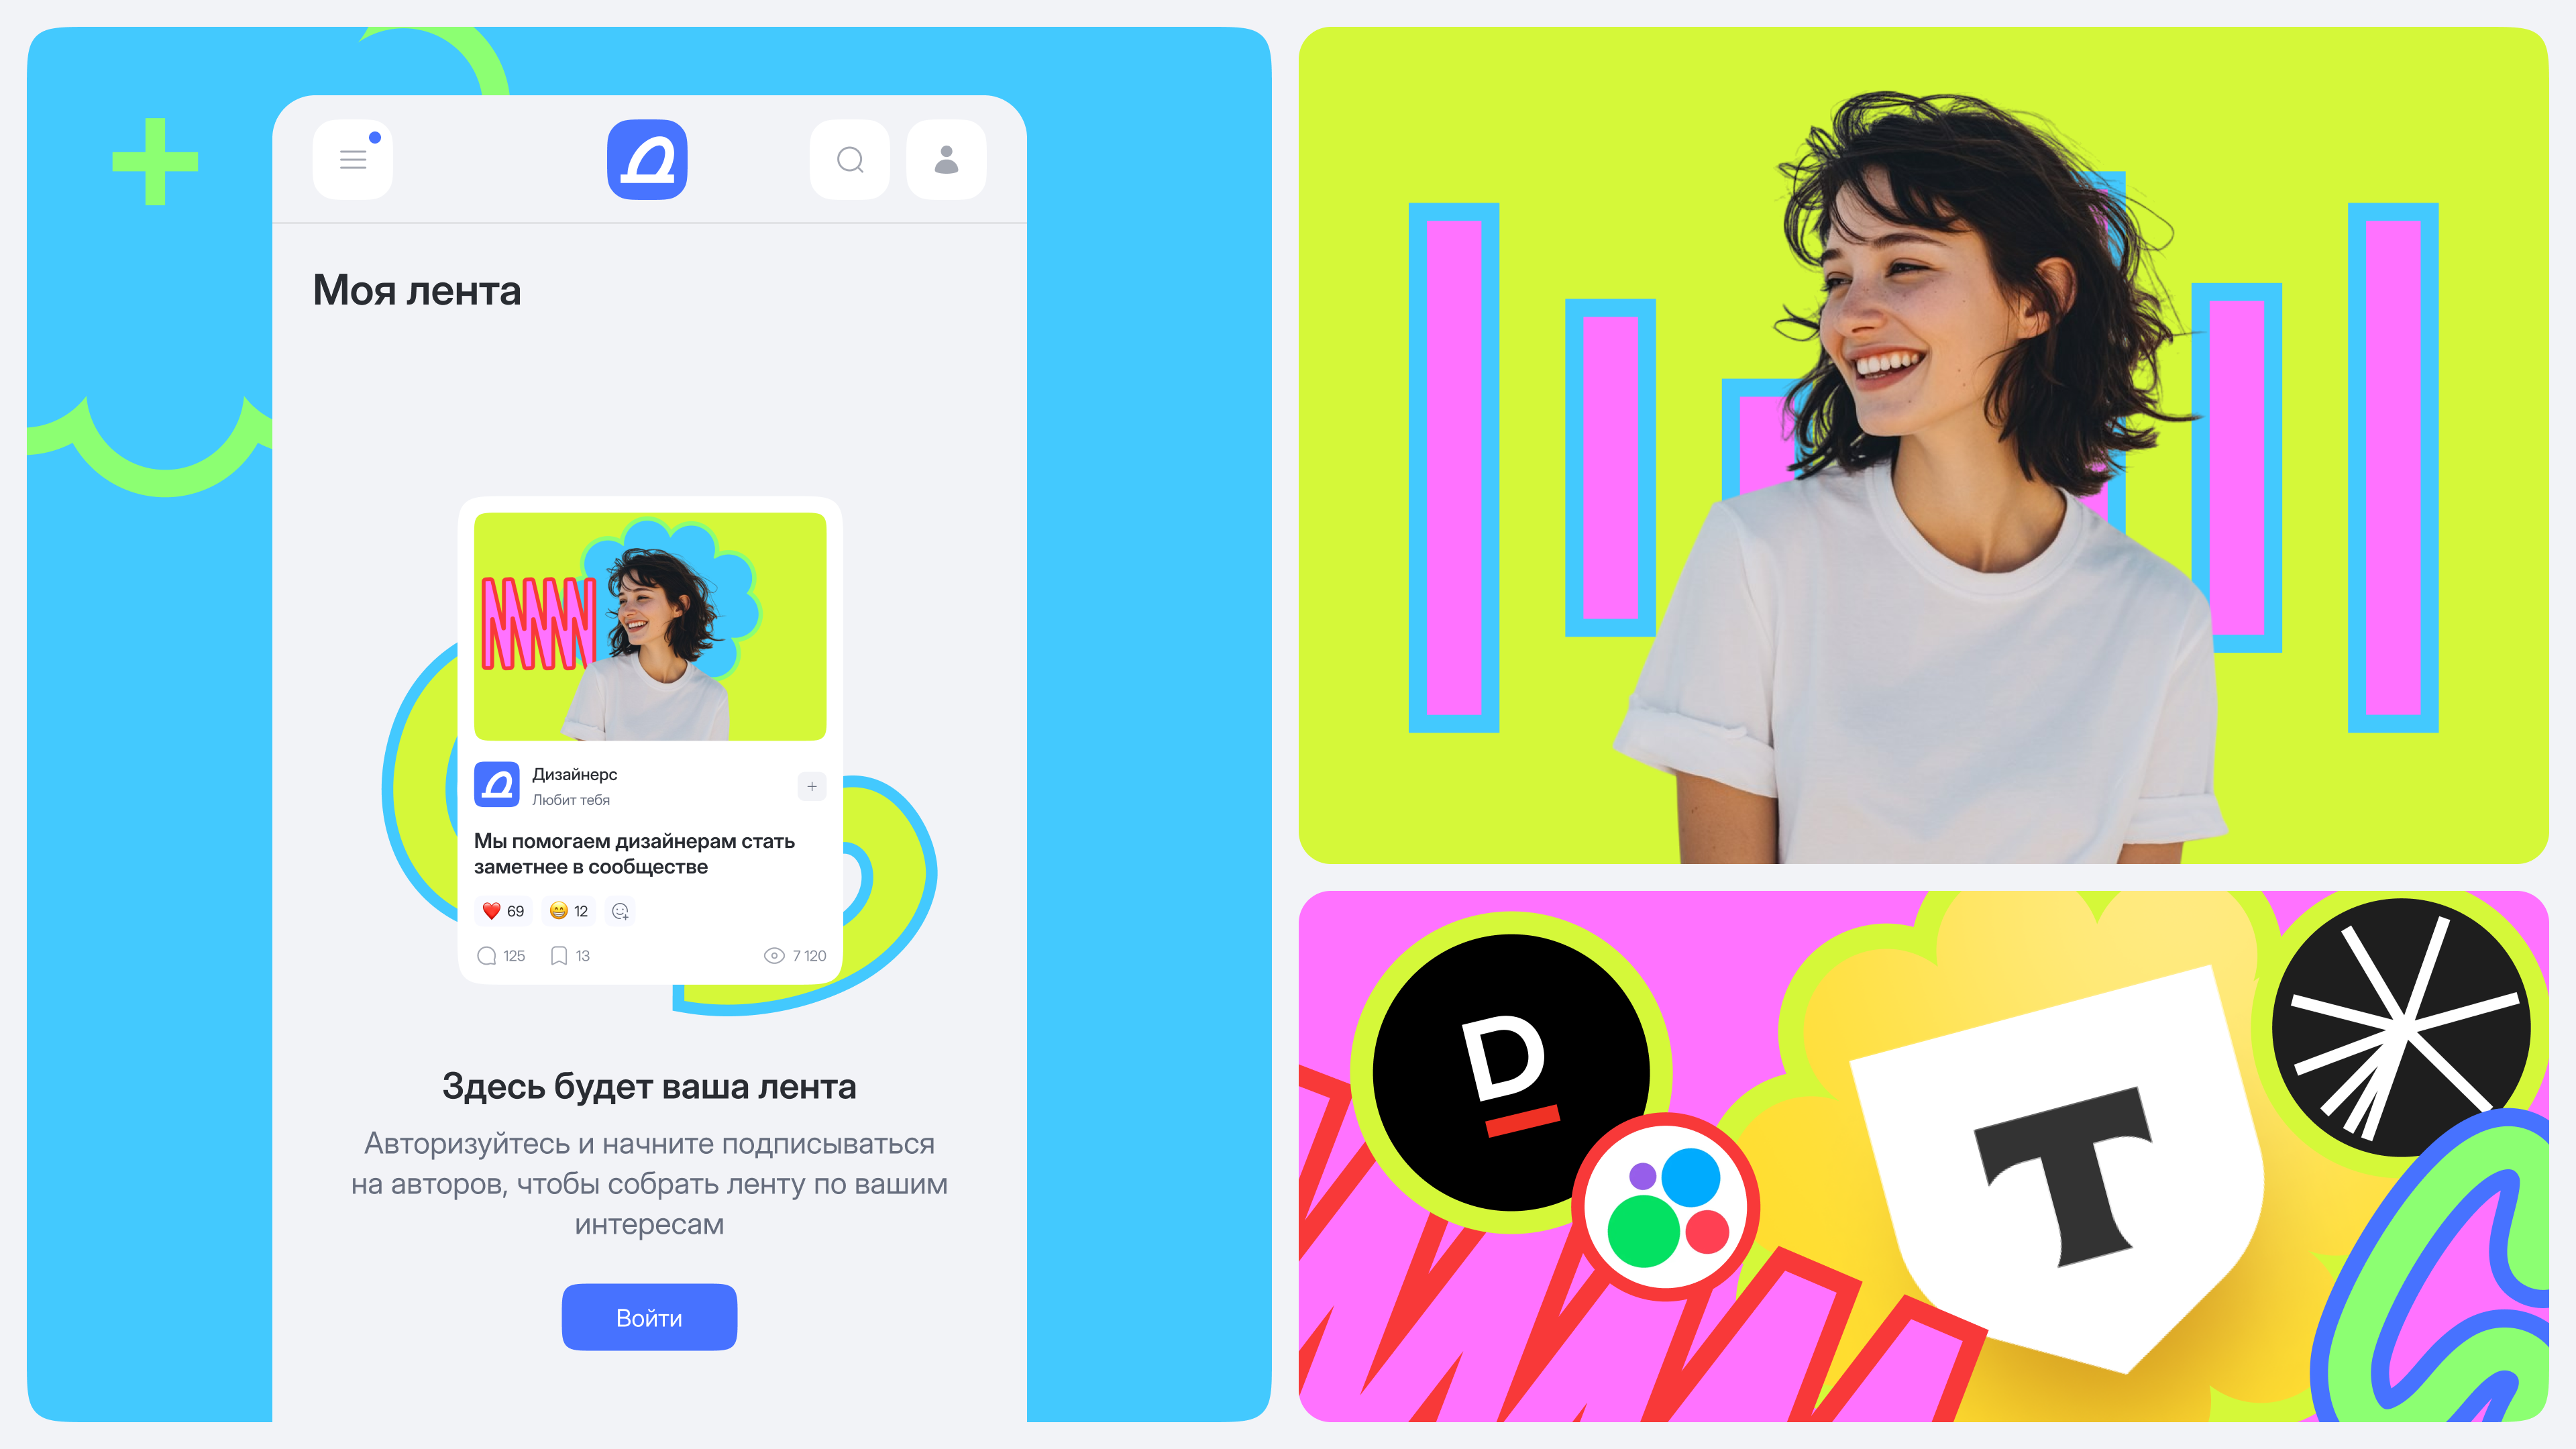 Моя лента
Дизайнерс
Любит тебя
Мы помогаем дизайнерам стать
заметнее в сообществе
69
12
125
13
7 120
Здесь будет ваша лента
Авторизуйтесь и начните подписываться
на авторов, чтобы собрать ленту по вашим
интересам
Войти
D
Т